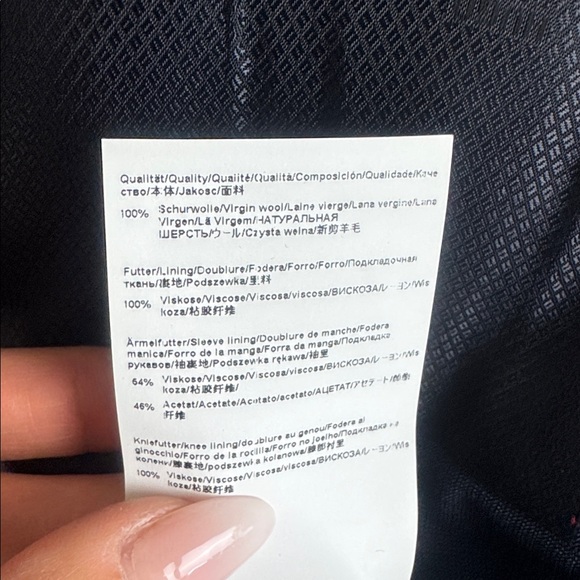 Qualität/Quality/Qualité/Qualità/Composición/Qualidade/Каче
ство/本体/Jakosc/面料
100% Schurwolle/Virgin wool/Laine vierge/Lana vergine/Lana
Virgen/Lã Virgem/НАТУРАЛЬНАЯ
ШЕРСТЬ/ウール/Czysta welna/新剪羊毛
Futter/Lining/Doublure/Fodera/Forro/Forro/Подкладочная
ткань/裏地/Podszewka/里料
100% Viskose/Viscose/Viscosa/viscosa/ВИСКОЗА/レーヨン/Wis
koza/粘胶纤维
Ärmelfutter/Sleeve lining/Doublure de manche/Fodera
manica/Forro de la manga/Forra da manga/Подкладка
рукавов/袖裏地/Podszewka rękawa/袖里
64% Viskose/Viscose/Viscosa/viscosa/ВИСКОЗА/レーヨン/Wis
koza/粘胶纤维
46% Acetat/Acetate/Acetato/acetato/АЦЕТАТ/アセテート/醋酯
纤维
Kniefutter/knee lining/doublure au genou/Fodera al
ginocchio/Forro de la rocilla/Forro no joelho/Подкладка на
колени/膝裏地/podszewka kolanowa/膝部衬里
100% Viskose/Viscose/Viscosa/viscosa/ВИСКОЗА/レーヨン/Wis
koza/粘胶纤维